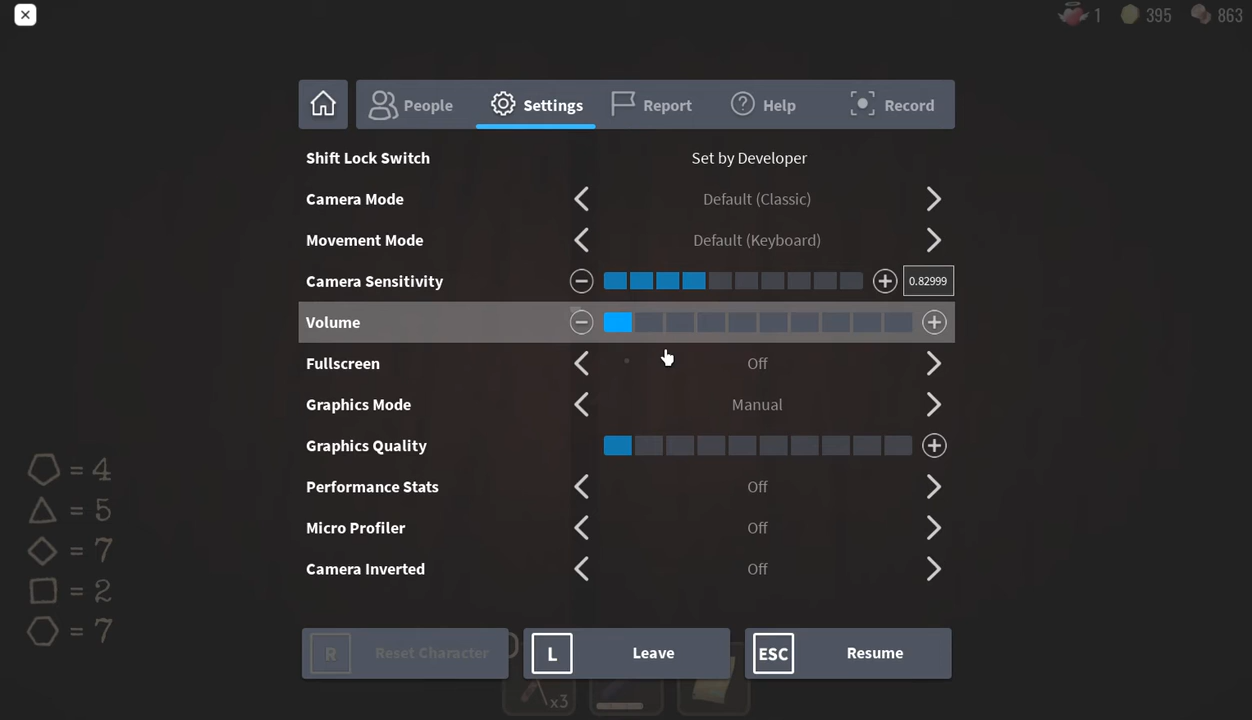 1 395 863
People Settings Report Help Record
Shift Lock Switch Set by Developer
Camera Mode Default (Classic)
Movement Mode Default (Keyboard)
Camera Sensitivity 0.82999
Volume
Fullscreen Off
Graphics Mode Manual
Graphics Quality
Performance Stats Off
Micro Profiler Off
Camera Inverted Off
= 4
= 5
= 7
= 2
= 7
R Reset Character L Leave ESC Resume
x3